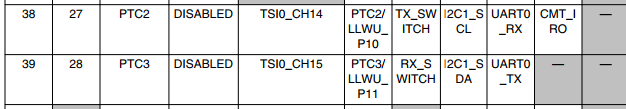 38 27 PTC2 DISABLED TSI0_CH14 PTC2/ TX_SW I2C1_S UART0 CMT_I —
LLWU_ ITCH CL _RX RO
P10
39 28 PTC3 DISABLED TSI0_CH15 PTC3/ RX_S I2C1_S UART0 — —
LLWU_ WITCH DA _TX
P11